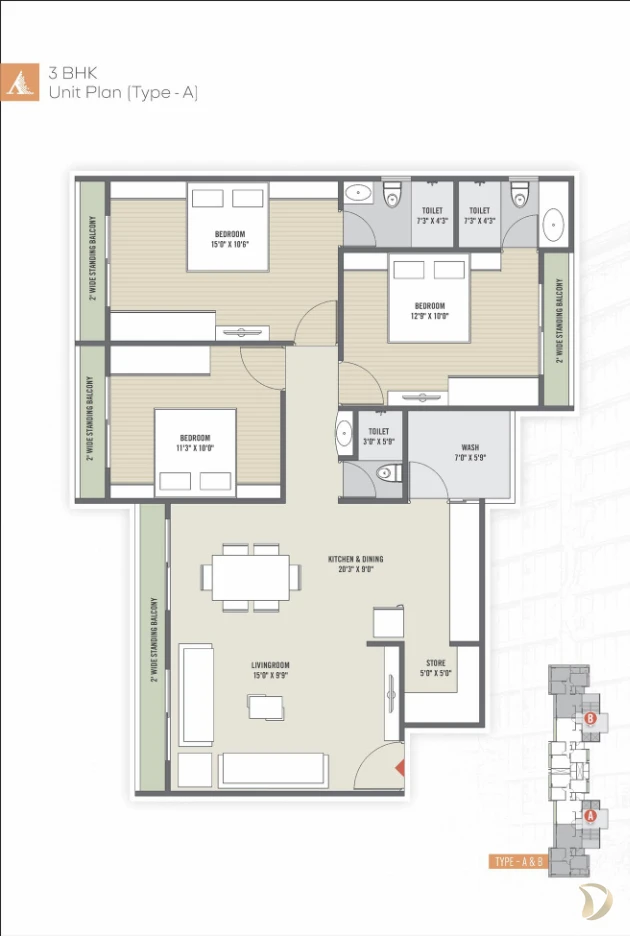 3 BHK
Unit Plan (Type - A)
2' WIDE STANDING BALCONY
BEDROOM
15'0" X 10'6"
TOILET
7'3" X 4'3"
TOILET
7'3" X 4'3"
BEDROOM
12'9" X 10'0"
2' WIDE STANDING BALCONY
2' WIDE STANDING BALCONY
BEDROOM
11'3" X 10'0"
TOILET
3'0" X 5'9"
WASH
7'0" X 5'9"
KITCHEN & DINING
20'3" X 9'0"
2' WIDE STANDING BALCONY
LIVINGROOM
15'0" X 9'9"
STORE
5'0" X 5'0"
B
A
TYPE - A & B